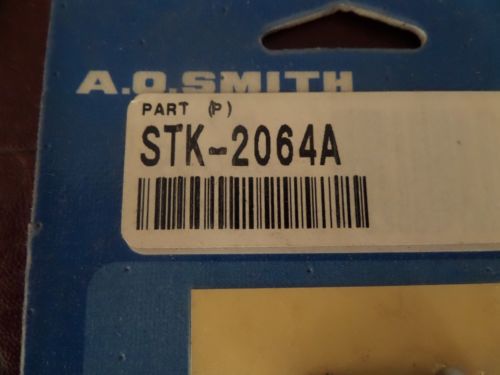 A.O.SMITH
PART (P)
STK-2064A